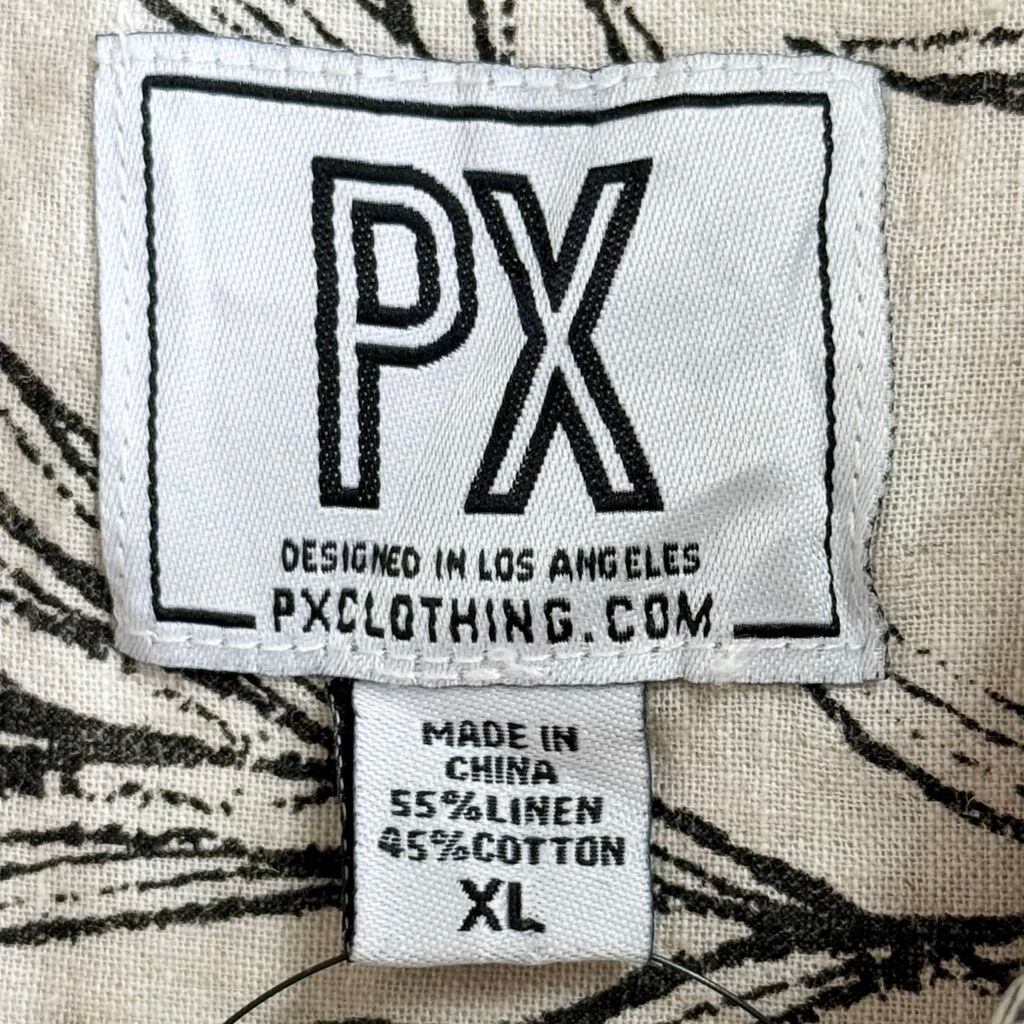 PX
DESIGNED IN LOS ANGELES
PXCLOTHING.COM
MADE IN
CHINA
55%LINEN
45%COTTON
XL